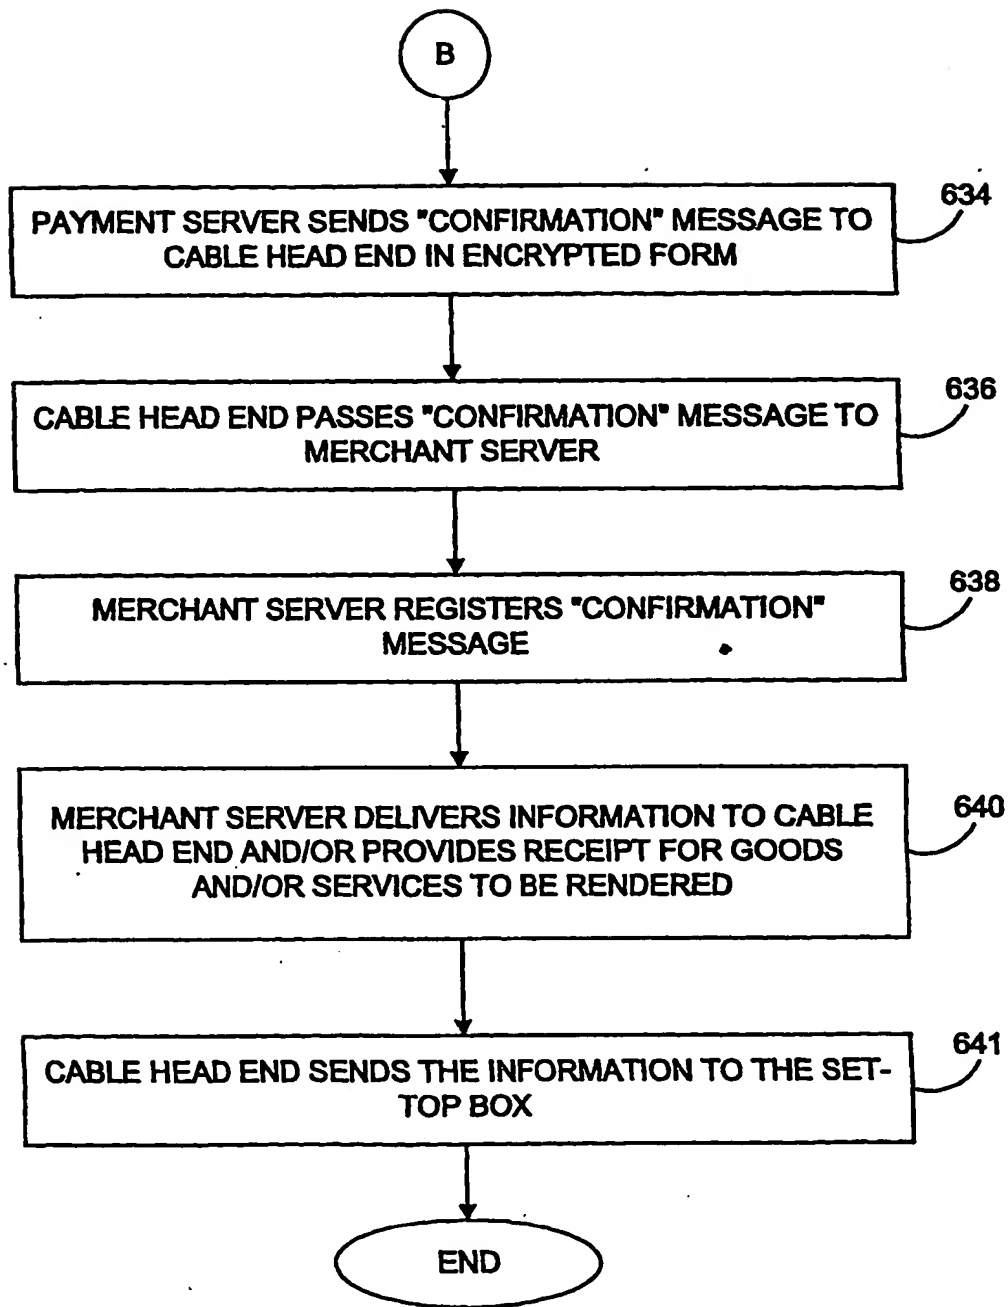 B
634
PAYMENT SERVER SENDS "CONFIRMATION" MESSAGE TO
CABLE HEAD END IN ENCRYPTED FORM
636
CABLE HEAD END PASSES "CONFIRMATION" MESSAGE TO
MERCHANT SERVER
638
MERCHANT SERVER REGISTERS "CONFIRMATION"
MESSAGE
640
MERCHANT SERVER DELIVERS INFORMATION TO CABLE
HEAD END AND/OR PROVIDES RECEIPT FOR GOODS
AND/OR SERVICES TO BE RENDERED
641
CABLE HEAD END SENDS THE INFORMATION TO THE SET-
TOP BOX
END